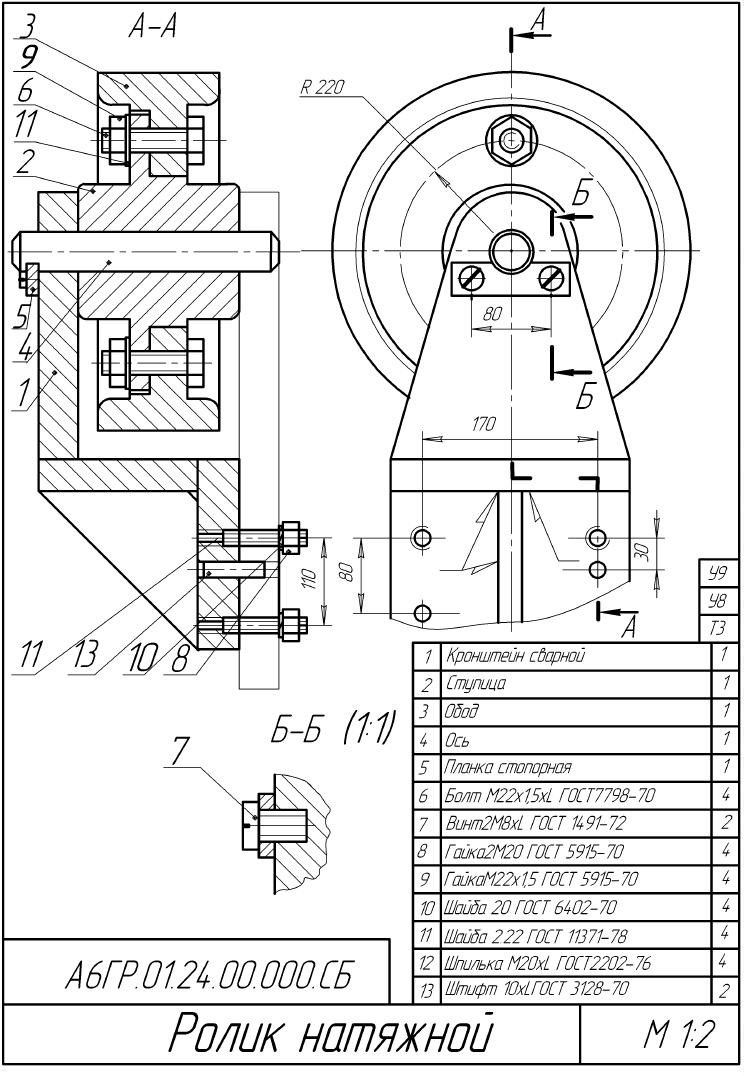 3
А-А
А
9
R 220
6
11
2
Б
5
4
80
1
Б
170
110
80
30
А
11
13
10
8
У9
У8
Т3
Б-Б (1:1)
7
1 Кронштейн сварной 1
2 Ступица 1
3 Обод 1
4 Ось 1
5 Планка стопорная 1
6 Болт М22х1,5хL ГОСТ7798-70 4
7 Винт2М8хL ГОСТ 1491-72 2
8 Гайка2М20 ГОСТ 5915-70 4
9 ГайкаМ22х1,5 ГОСТ 5915-70 4
10 Шайба 20 ГОСТ 6402-70 4
11 Шайба 2.22 ГОСТ 11371-78 4
12 Шпилька М20хL ГОСТ2202-76 4
13 Штифт 10хLГОСТ 3128-70 2
А6ГР.01.24.00.000.СБ
Ролик натяжной
М 1:2